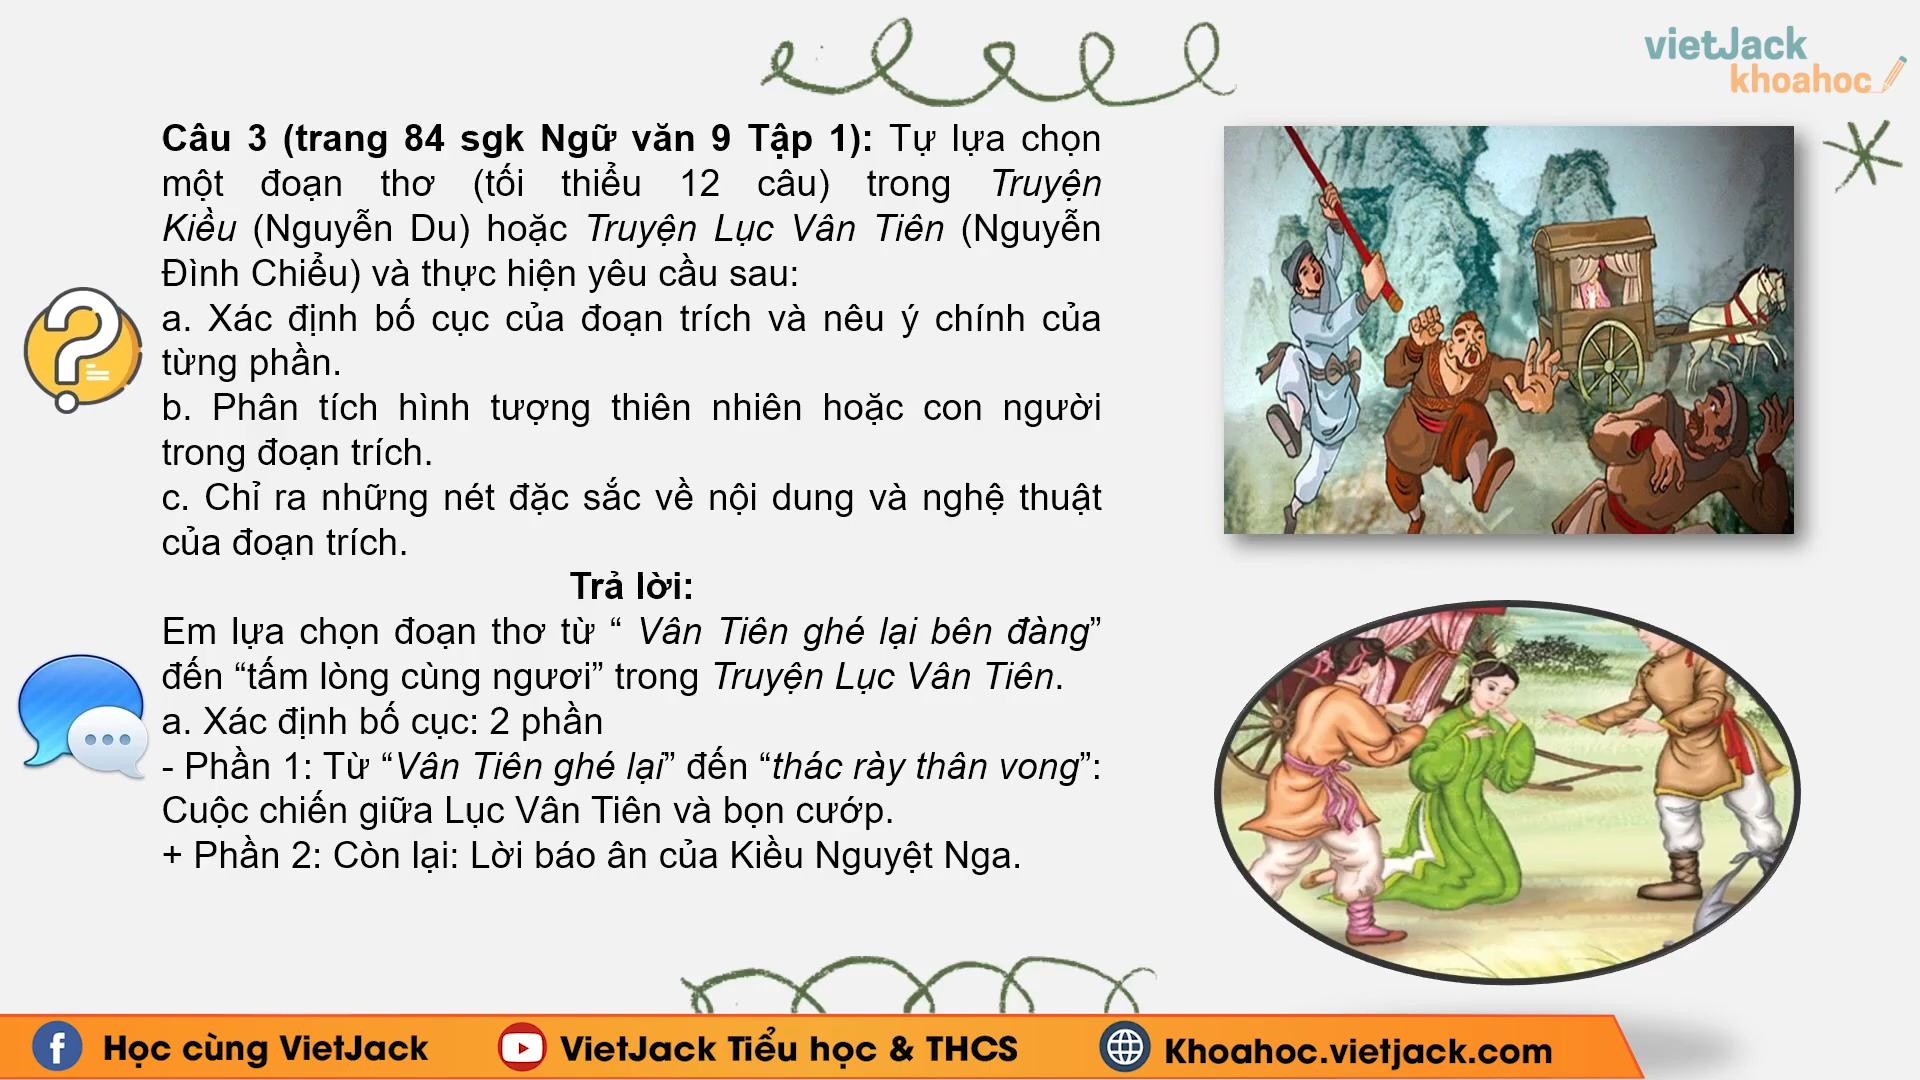 vietJack
khoahoc
Câu 3 (trang 84 sgk Ngữ văn 9 Tập 1): Tự lựa chọn
một đoạn thơ (tối thiểu 12 câu) trong Truyện
Kiều (Nguyễn Du) hoặc Truyện Lục Vân Tiên (Nguyễn
Đình Chiểu) và thực hiện yêu cầu sau:
a. Xác định bố cục của đoạn trích và nêu ý chính của
từng phần.
b. Phân tích hình tượng thiên nhiên hoặc con người
trong đoạn trích.
c. Chỉ ra những nét đặc sắc về nội dung và nghệ thuật
của đoạn trích.
Trả lời:
Em lựa chọn đoạn thơ từ “ Vân Tiên ghé lại bên đàng”
đến “tấm lòng cùng ngươi” trong Truyện Lục Vân Tiên.
a. Xác định bố cục: 2 phần
- Phần 1: Từ “Vân Tiên ghé lại” đến “thác rày thân vong”:
Cuộc chiến giữa Lục Vân Tiên và bọn cướp.
+ Phần 2: Còn lại: Lời báo ân của Kiều Nguyệt Nga.
Học cùng VietJack
VietJack Tiểu học & THCS
Khoahoc.vietjack.com